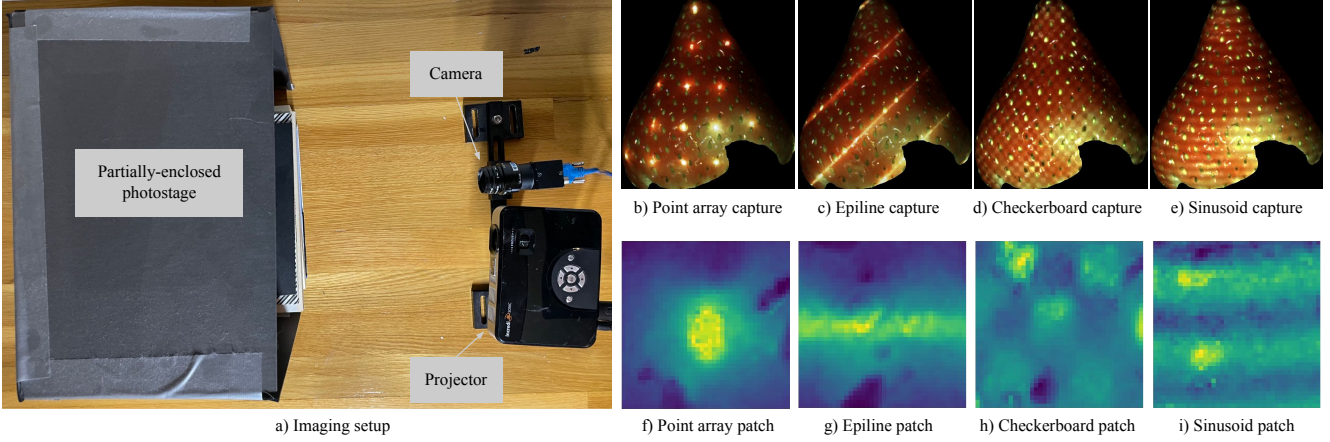 Partially-enclosed
photostage
Camera
Projector
a) Imaging setup
b) Point array capture
c) Epiline capture
d) Checkerboard capture
e) Sinusoid capture
f) Point array patch
g) Epiline patch
h) Checkerboard patch
i) Sinusoid patch